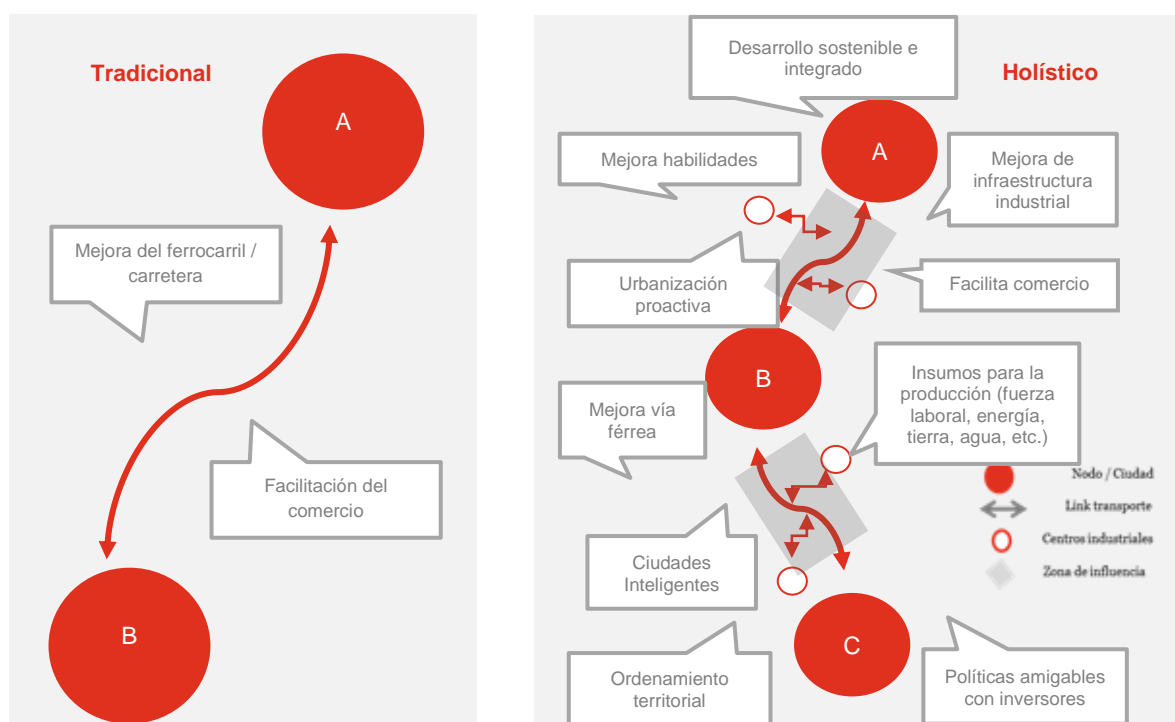 Tradicional
A
Mejora del ferrocarril /
carretera
Facilitación del
comercio
B
Holístico
Desarrollo sostenible e
integrado
A
Mejora habilidades
Mejora de
infraestructura
industrial
Urbanización
proactiva
Facilita comercio
B
Insumos para la
producción (fuerza
laboral, energía,
tierra, agua, etc.)
Mejora vía
férrea
Nodo / Ciudad
Link transporte
Centros industriales
Zona de influencia
Ciudades
Inteligentes
C
Ordenamiento
territorial
Políticas amigables
con inversores